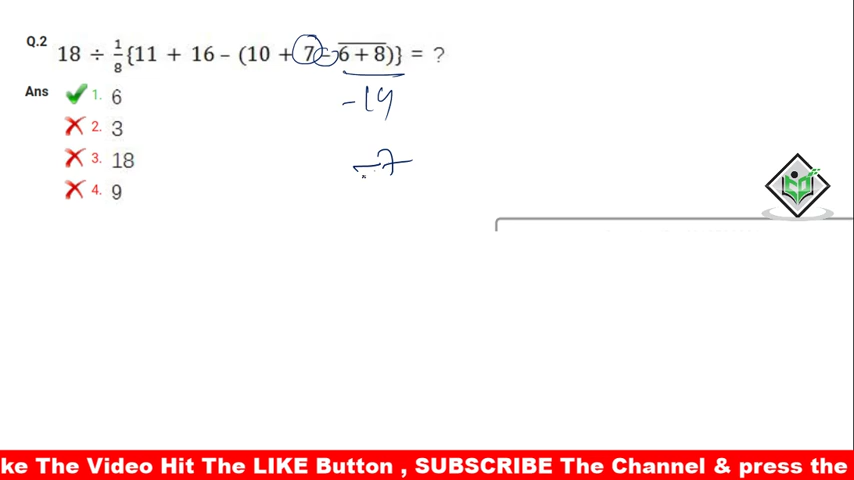 Q.2 18 ÷ 1/8{11 + 16 − (10 + 7 − 6̅ ̅+̅ ̅8̅)} = ?
Ans 1. 6
2. 3
3. 18
4. 9
-14
-7
ke The Video Hit The LIKE Button , SUBSCRIBE The Channel & press the